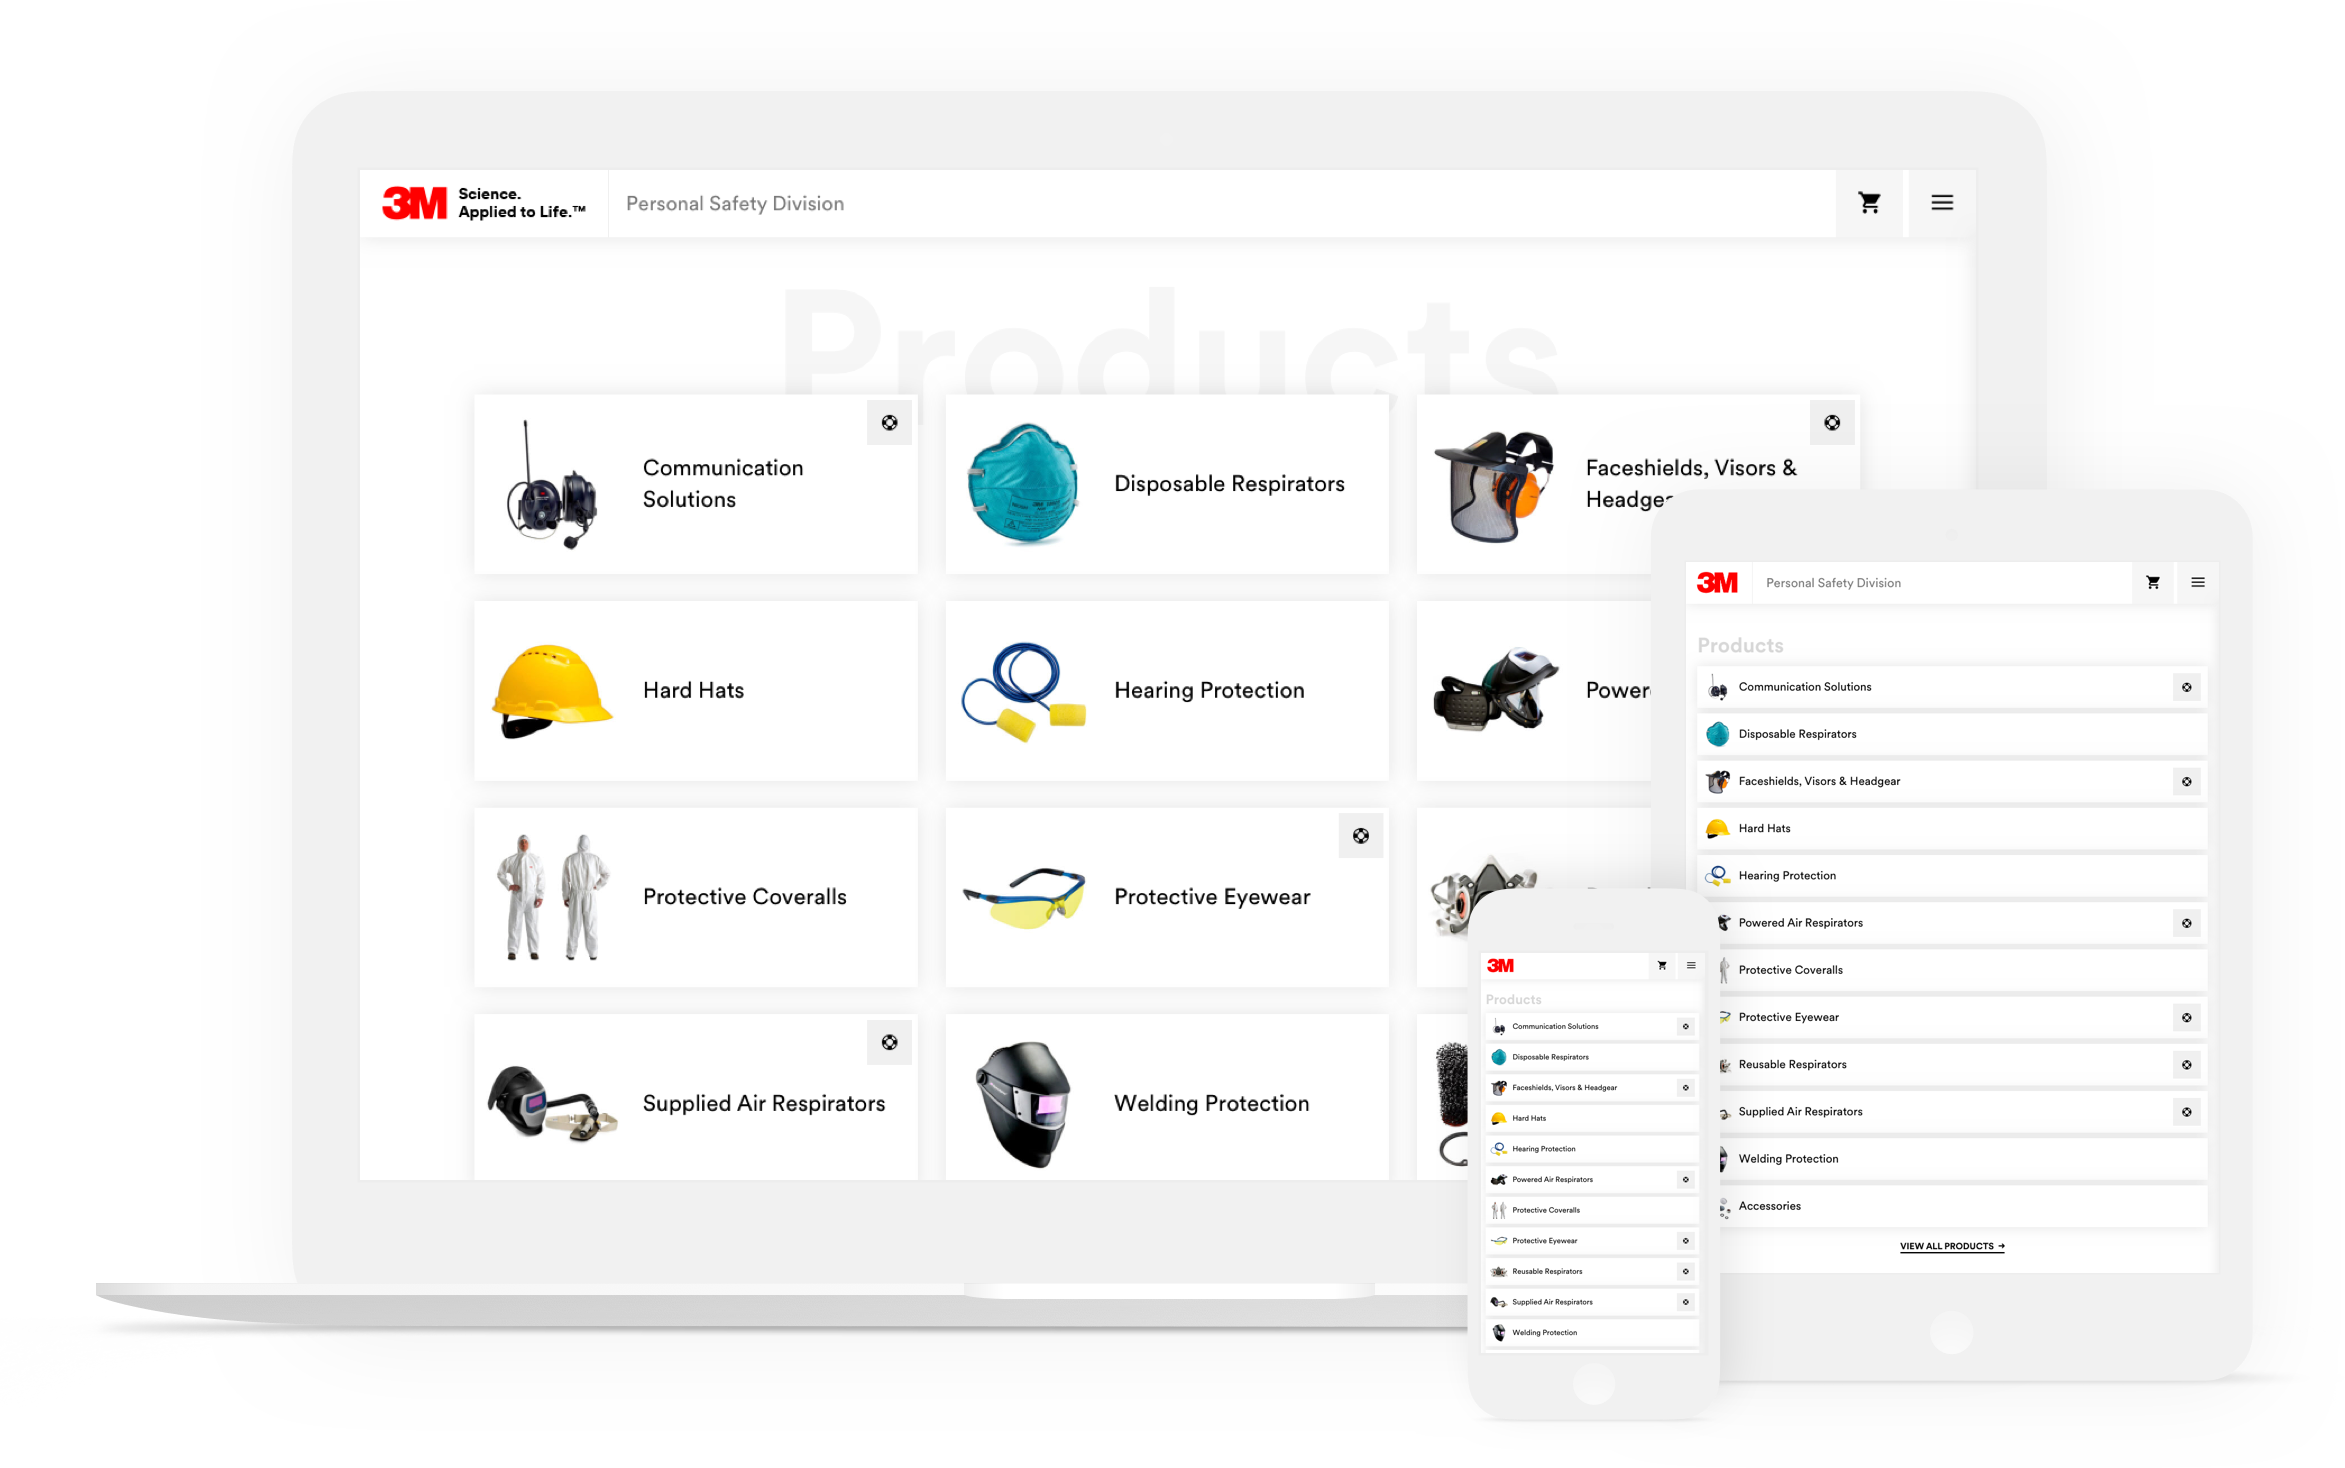 3M Science.
Applied to Life.™
Personal Safety Division
Products
Communication
Solutions
Disposable Respirators
Faceshields, Visors &
Headgea
Hard Hats
Hearing Protection
Power
Protective Coveralls
Protective Eyewear
Supplied Air Respirators
Welding Protection
3M
Personal Safety Division
Products
Communication Solutions
Disposable Respirators
Faceshields, Visors & Headgear
Hard Hats
Hearing Protection
Powered Air Respirators
Protective Coveralls
Protective Eyewear
Reusable Respirators
Supplied Air Respirators
Welding Protection
Accessories
VIEW ALL PRODUCTS →
3M
Products
Communication Solutions
Disposable Respirators
Faceshields, Visors & Headgear
Hard Hats
Hearing Protection
Powered Air Respirators
Protective Coveralls
Protective Eyewear
Reusable Respirators
Supplied Air Respirators
Welding Protection